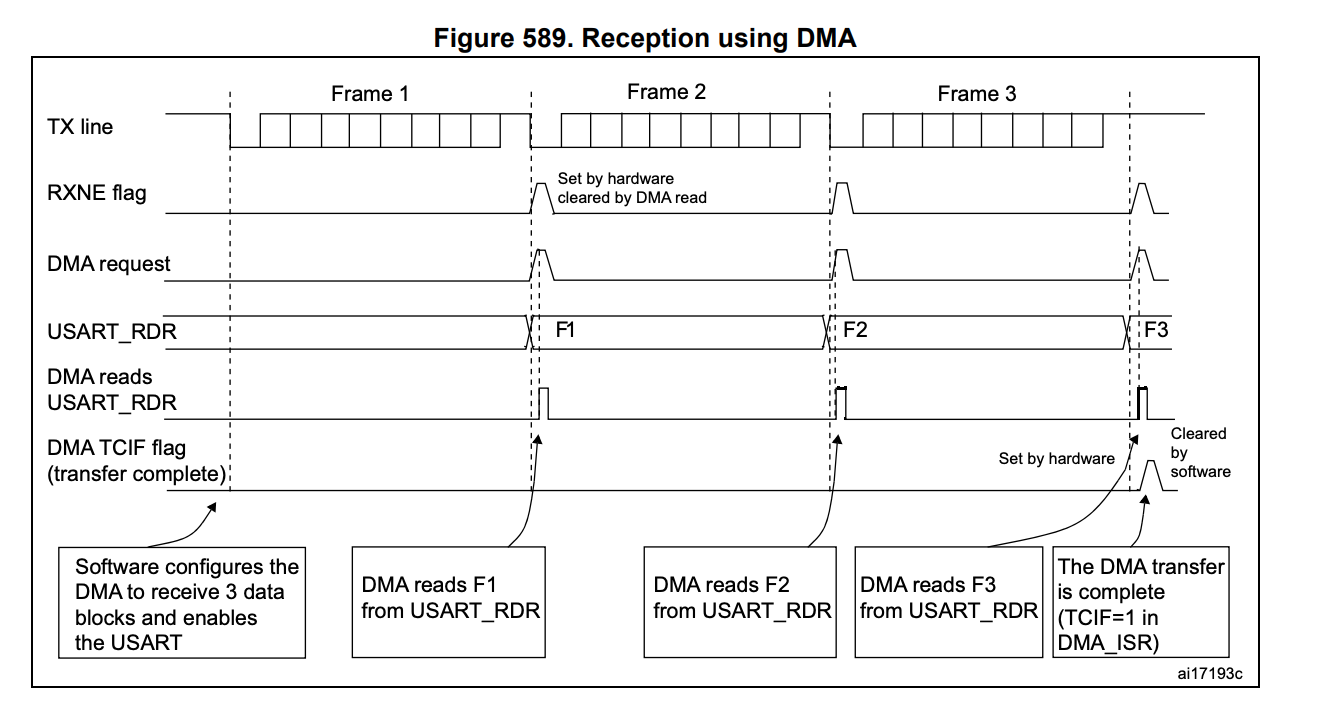 Figure 589. Reception using DMA
Frame 1
Frame 2
Frame 3
TX line
RXNE flag
Set by hardware
cleared by DMA read
DMA request
USART_RDR
F1
F2
F3
DMA reads
USART_RDR
DMA TCIF flag
(transfer complete)
Set by hardware
Cleared
by
software
Software configures the
DMA to receive 3 data
blocks and enables
the USART
DMA reads F1
from USART_RDR
DMA reads F2
from USART_RDR
DMA reads F3
from USART_RDR
The DMA transfer
is complete
(TCIF=1 in
DMA_ISR)
ai17193c